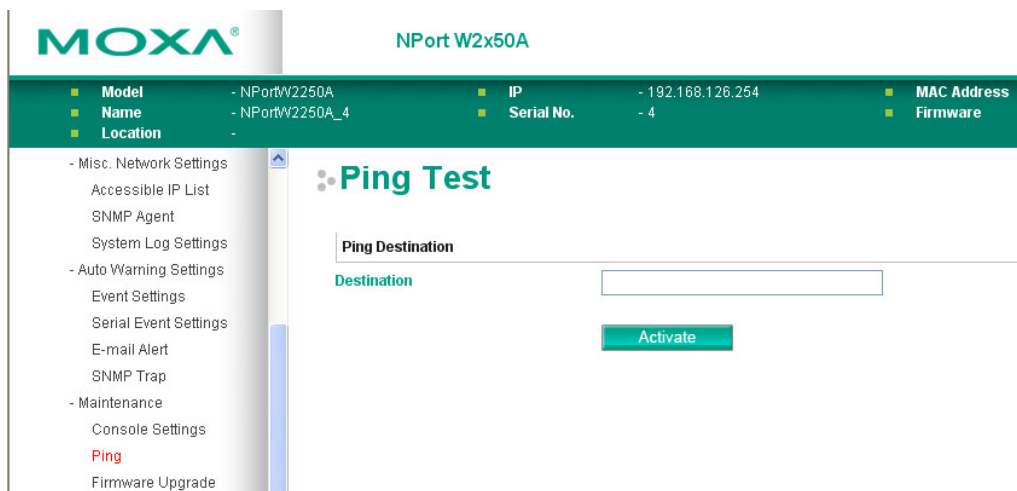 MOXA®
NPort W2x50A
Model - NPortW2250A
IP - 192.168.126.254
MAC Address
Name - NPortW2250A_4
Serial No. - 4
Firmware
Location -
- Misc. Network Settings
Accessible IP List
SNMP Agent
System Log Settings
- Auto Warning Settings
Event Settings
Serial Event Settings
E-mail Alert
SNMP Trap
- Maintenance
Console Settings
Ping
Firmware Upgrade
Ping Test
Ping Destination
Destination
Activate